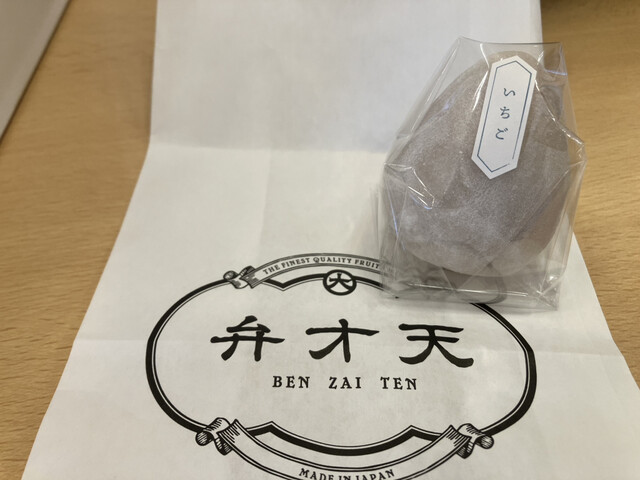 いちご
THE FINEST QUALITY FRUIT
大
弁才天
BEN ZAI TEN
MADE IN JAPAN